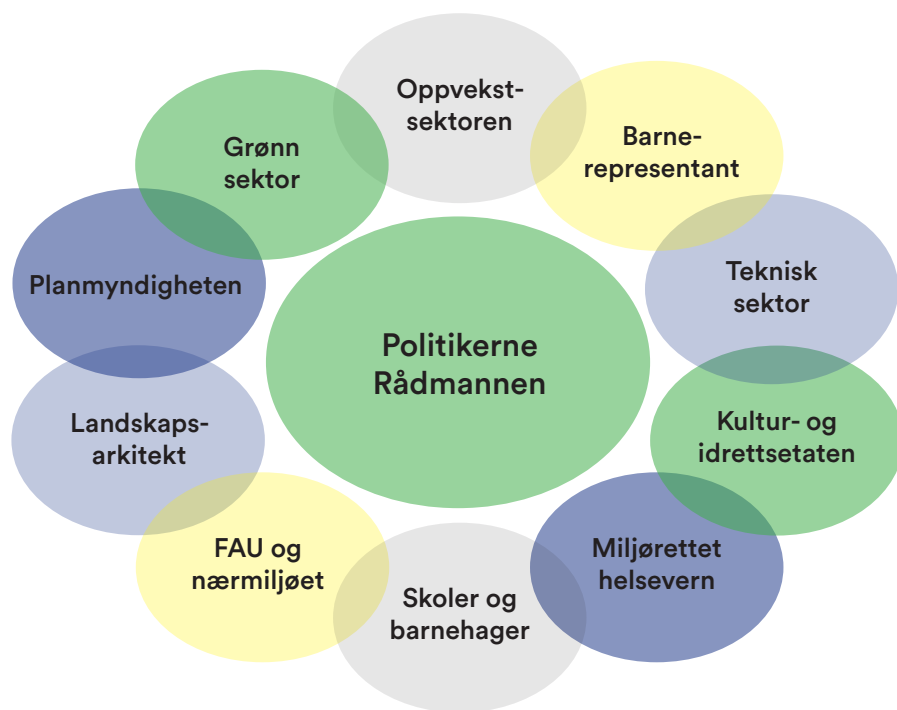 Oppvekst-
sektoren
Barne-
representant
Grønn
sektor
Teknisk
sektor
Planmyndigheten
Politikerne
Rådmannen
Kultur- og
idrettsetaten
Landskaps-
arkitekt
Miljørettet
helsevern
FAU og
nærmiljøet
Skoler og
barnehager